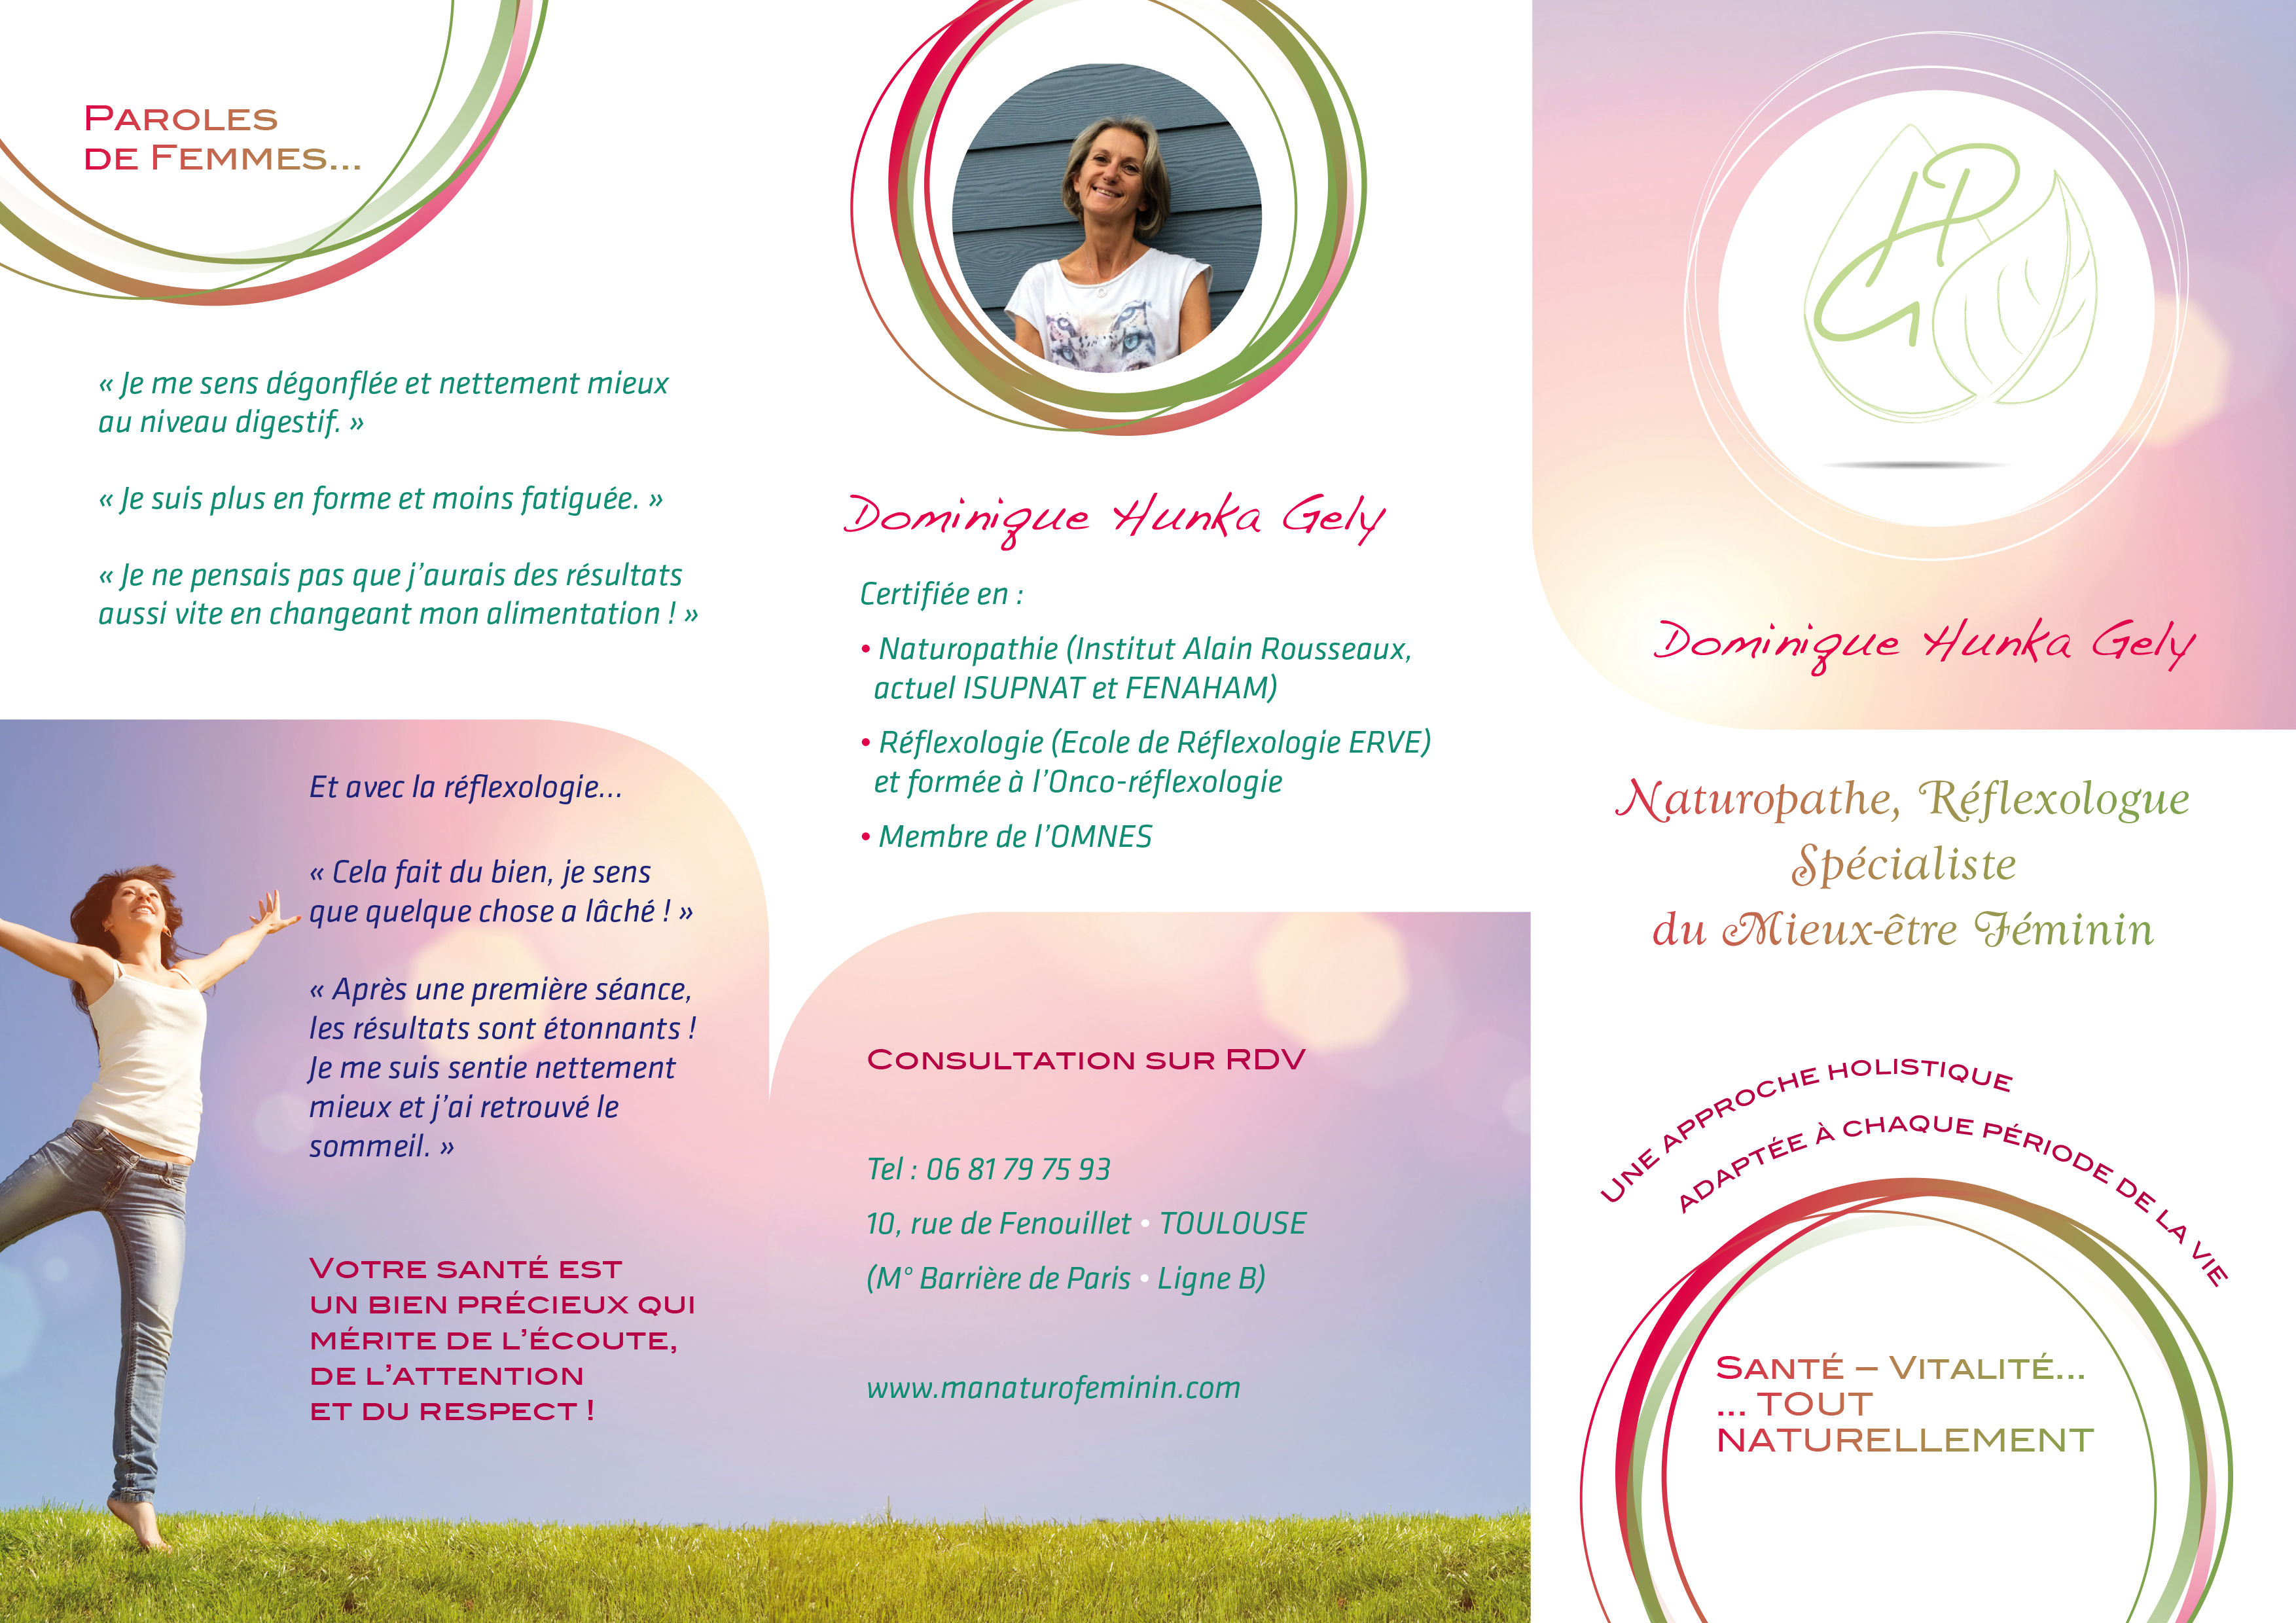 Paroles
de Femmes...
« Je me sens dégonflée et nettement mieux
au niveau digestif. »
« Je suis plus en forme et moins fatiguée. »
« Je ne pensais pas que j’aurais des résultats
aussi vite en changeant mon alimentation ! »
Et avec la réflexologie...
« Cela fait du bien, je sens
que quelque chose a lâché ! »
« Après une première séance,
les résultats sont étonnants !
Je me suis sentie nettement
mieux et j’ai retrouvé le
sommeil. »
Votre santé est
un bien précieux qui
mérite de l’écoute,
de l’attention
et du respect !
Dominique Hunka Gely
Certifiée en :
• Naturopathie (Institut Alain Rousseaux,
actuel ISUPNAT et FENAHAM)
• Réflexologie (Ecole de Réflexologie ERVE)
et formée à l’Onco-réflexologie
• Membre de l’OMNES
Consultation sur RDV
Tel : 06 81 79 75 93
10, rue de Fenouillet • TOULOUSE
(M° Barrière de Paris • Ligne B)
www.manaturofeminin.com
HPG
Dominique Hunka Gely
Naturopathe, Réflexologue
Spécialiste
du Mieux-être Féminin
Une approche holistique
adaptée à chaque période de la vie
Santé – Vitalité...
... tout
naturellement